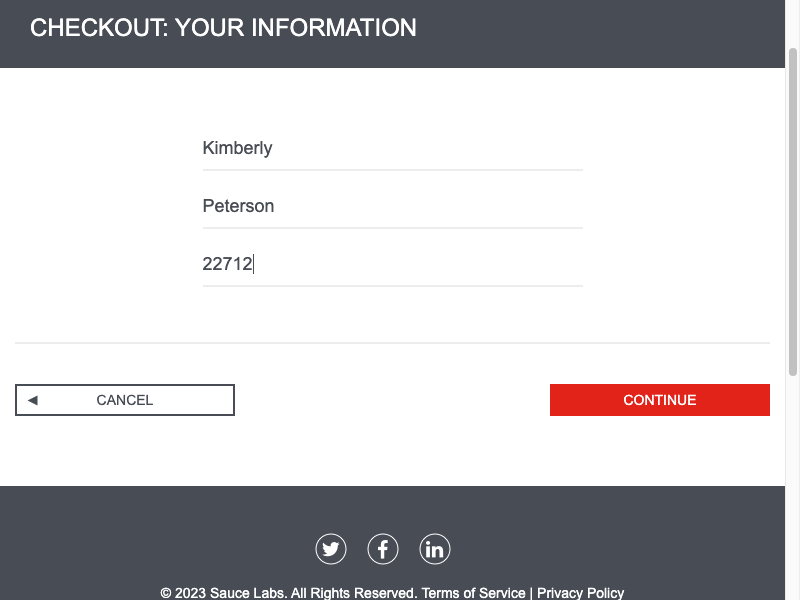 CHECKOUT: YOUR INFORMATION
Kimberly
Peterson
22712
CANCEL
CONTINUE
© 2023 Sauce Labs. All Rights Reserved. Terms of Service | Privacy Policy